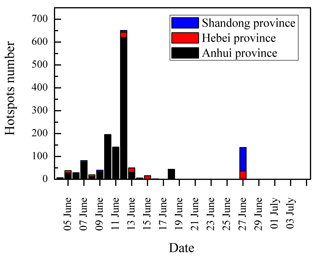 Hotspots number
700
600
500
400
300
200
100
0
Shandong province
Hebei province
Anhui province
05 June
07 June
09 June
11 June
13 June
15 June
17 June
19 June
21 June
23 June
25 June
27 June
29 June
01 July
03 July
Date